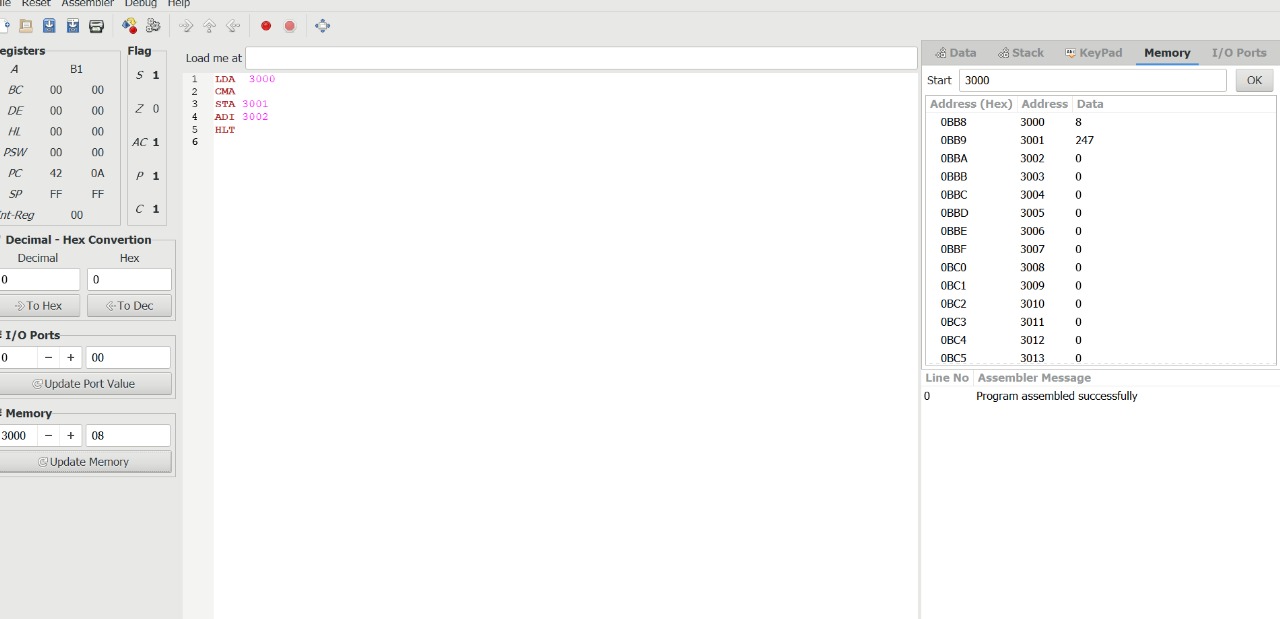 ile Reset Assembler Debug Help
egisters
A B1
BC 00 00
DE 00 00
HL 00 00
PSW 00 00
PC 42 0A
SP FF FF
nt-Reg 00
Flag
S 1
Z 0
AC 1
P 1
C 1
Decimal - Hex Convertion
Decimal Hex
0 0
To Hex To Dec
I/O Ports
0 - + 00
Update Port Value
Memory
3000 - + 08
Update Memory
Load me at
1 LDA 3000
2 CMA
3 STA 3001
4 ADI 3002
5 HLT
6
Data Stack KeyPad Memory I/O Ports
Start 3000 OK
Address (Hex) Address Data
0BB8 3000 8
0BB9 3001 247
0BBA 3002 0
0BBB 3003 0
0BBC 3004 0
0BBD 3005 0
0BBE 3006 0
0BBF 3007 0
0BC0 3008 0
0BC1 3009 0
0BC2 3010 0
0BC3 3011 0
0BC4 3012 0
0BC5 3013 0
Line No Assembler Message
0 Program assembled successfully